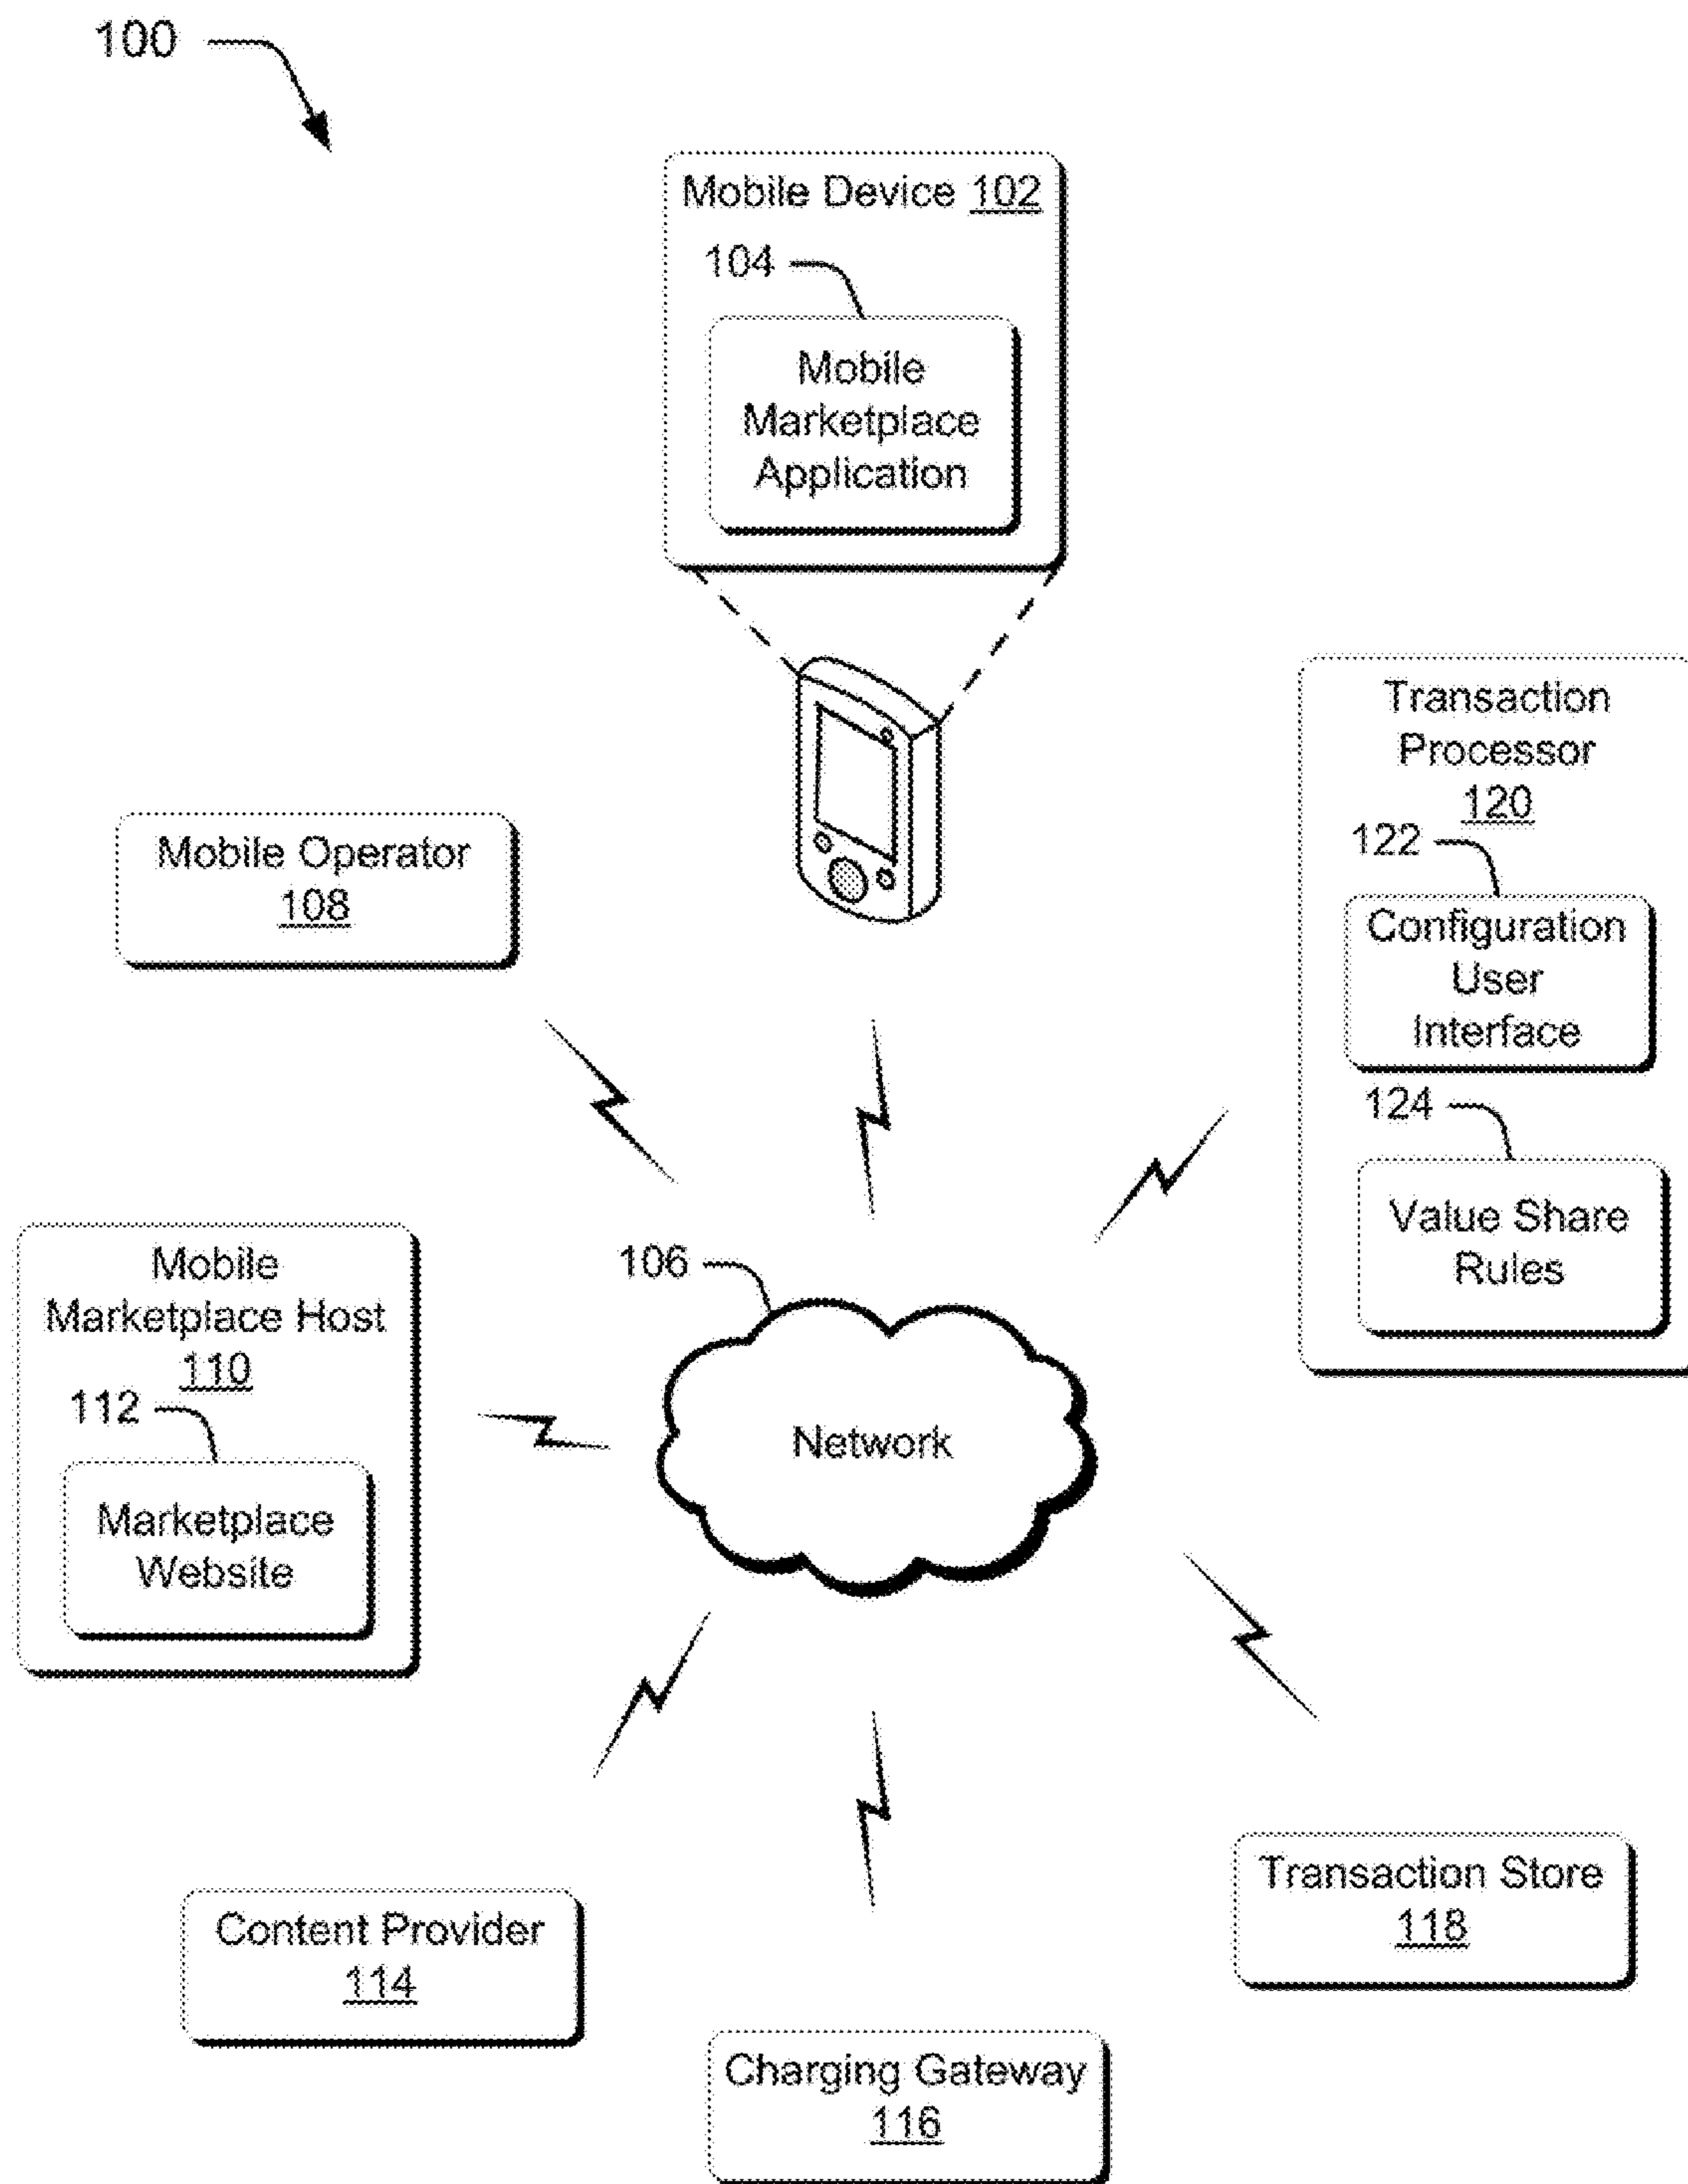 100
Mobile Device 102
104
Mobile
Marketplace
Application
Transaction
Processor
120
122
Configuration
User
Interface
124
Value Share
Rules
Mobile Operator
108
Mobile
Marketplace Host
110
112
Marketplace
Website
106
Network
Content Provider
114
Charging Gateway
116
Transaction Store
118